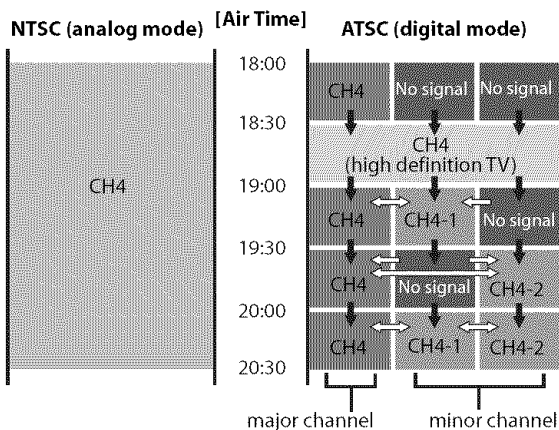 NTSC (analog mode)
[Air Time]
ATSC (digital mode)
18:00
CH4
No signal
No signal
18:30
CH4
(high definition TV)
CH4
19:00
CH4
CH4-1
No signal
19:30
CH4
No signal
CH4-2
20:00
CH4
CH4-1
CH4-2
20:30
major channel
minor channel